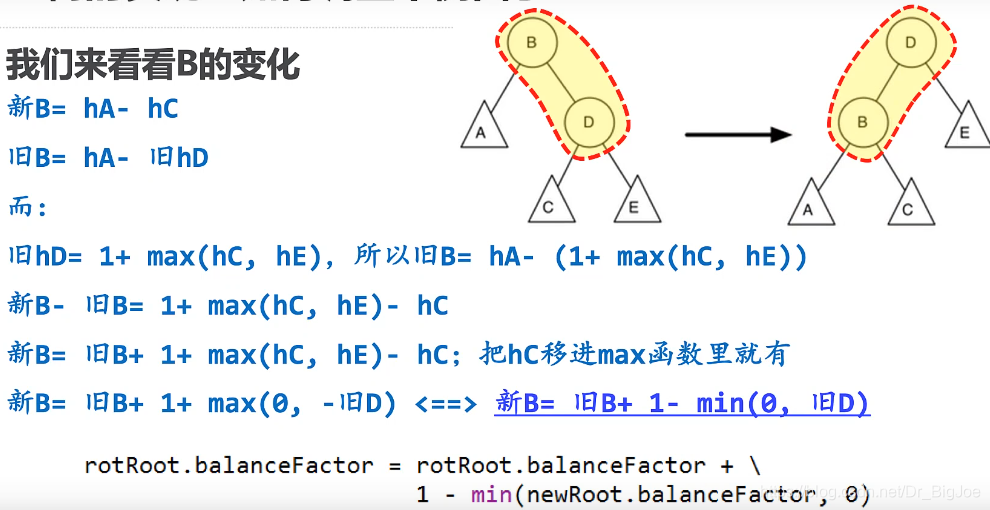 我们来看看B的变化
新B= hA- hC
旧B= hA- 旧hD
而:
旧hD= 1+ max(hC, hE), 所以旧B= hA- (1+ max(hC, hE))
新B- 旧B= 1+ max(hC, hE)- hC
新B= 旧B+ 1+ max(hC, hE)- hC; 把hC移进max函数里就有
新B= 旧B+ 1+ max(0, -旧D) <==> 新B= 旧B+ 1- min(0, 旧D)
rotRoot.balanceFactor = rotRoot.balanceFactor + \
1 - min(newRoot.balanceFactor, 0)
B
A
D
C
E
D
B
E
A
C
https://blog.csdn.net/Dr_BigJoe